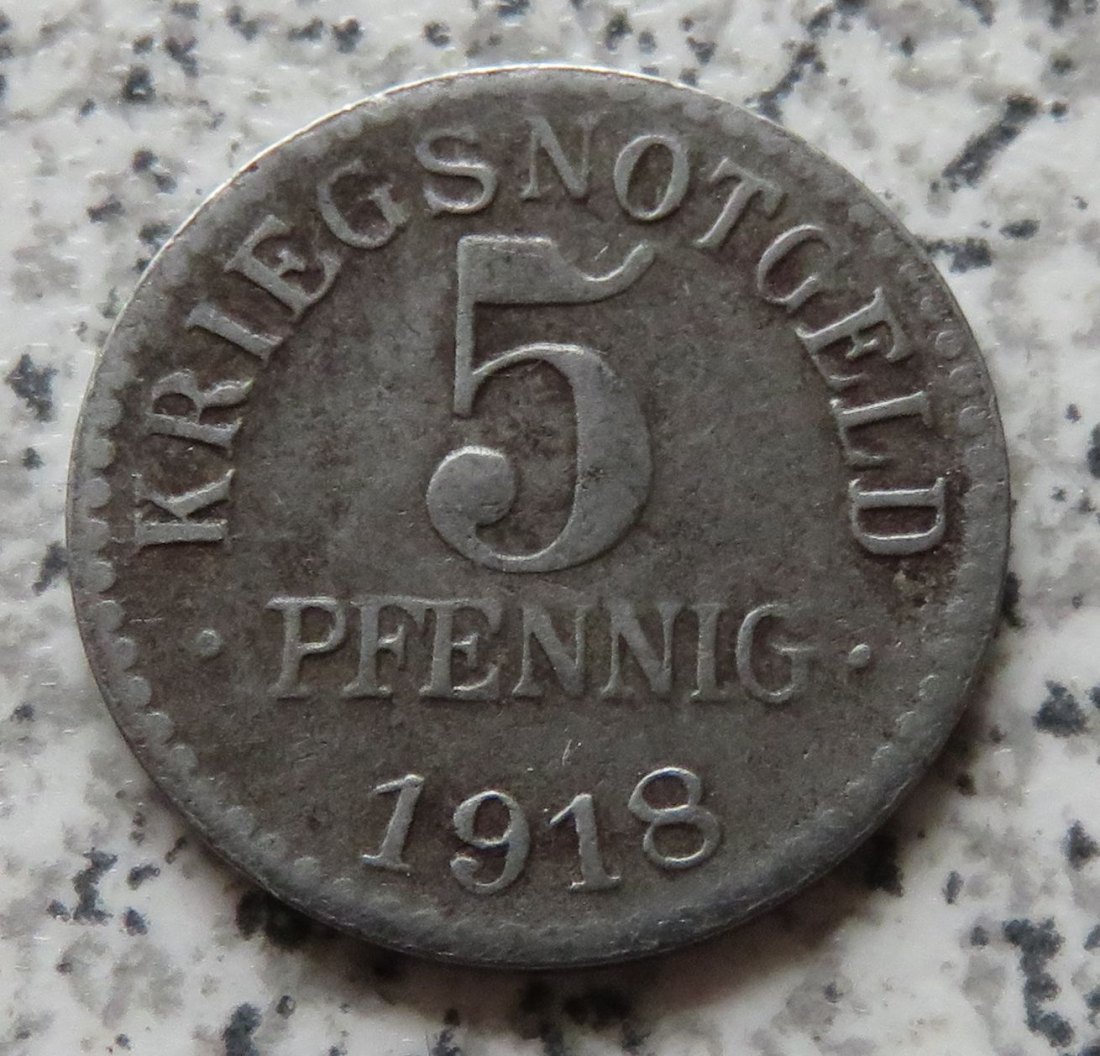 KRIEGSNOTGELD
5
· PFENNIG ·
1918